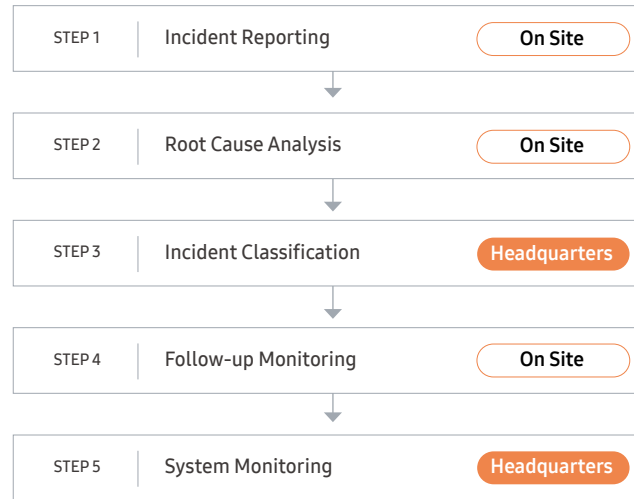 STEP 1 Incident Reporting On Site
STEP 2 Root Cause Analysis On Site
STEP 3 Incident Classification Headquarters
STEP 4 Follow-up Monitoring On Site
STEP 5 System Monitoring Headquarters